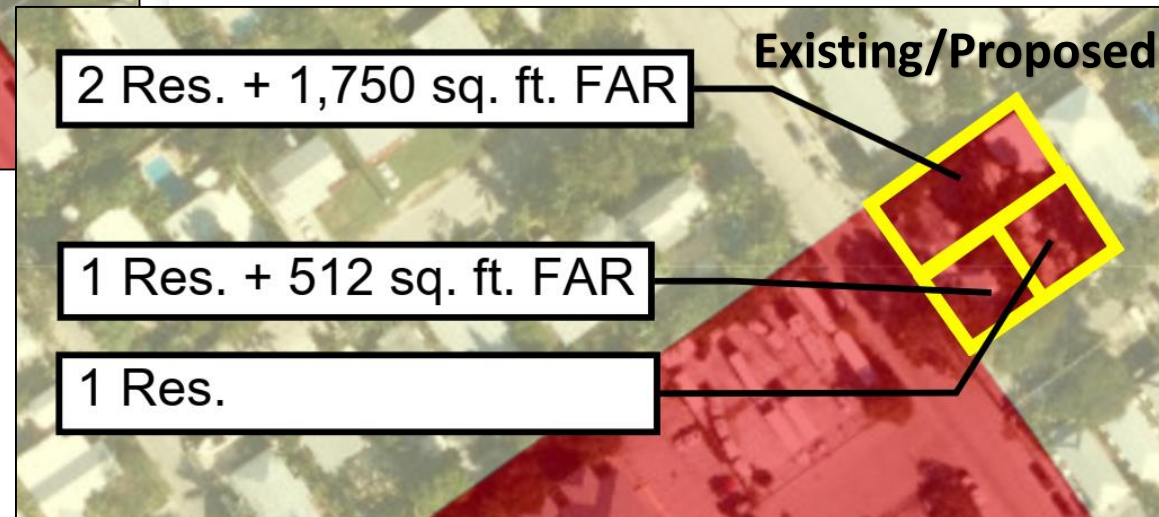 Existing/Proposed
2 Res. + 1,750 sq. ft. FAR
1 Res. + 512 sq. ft. FAR
1 Res.